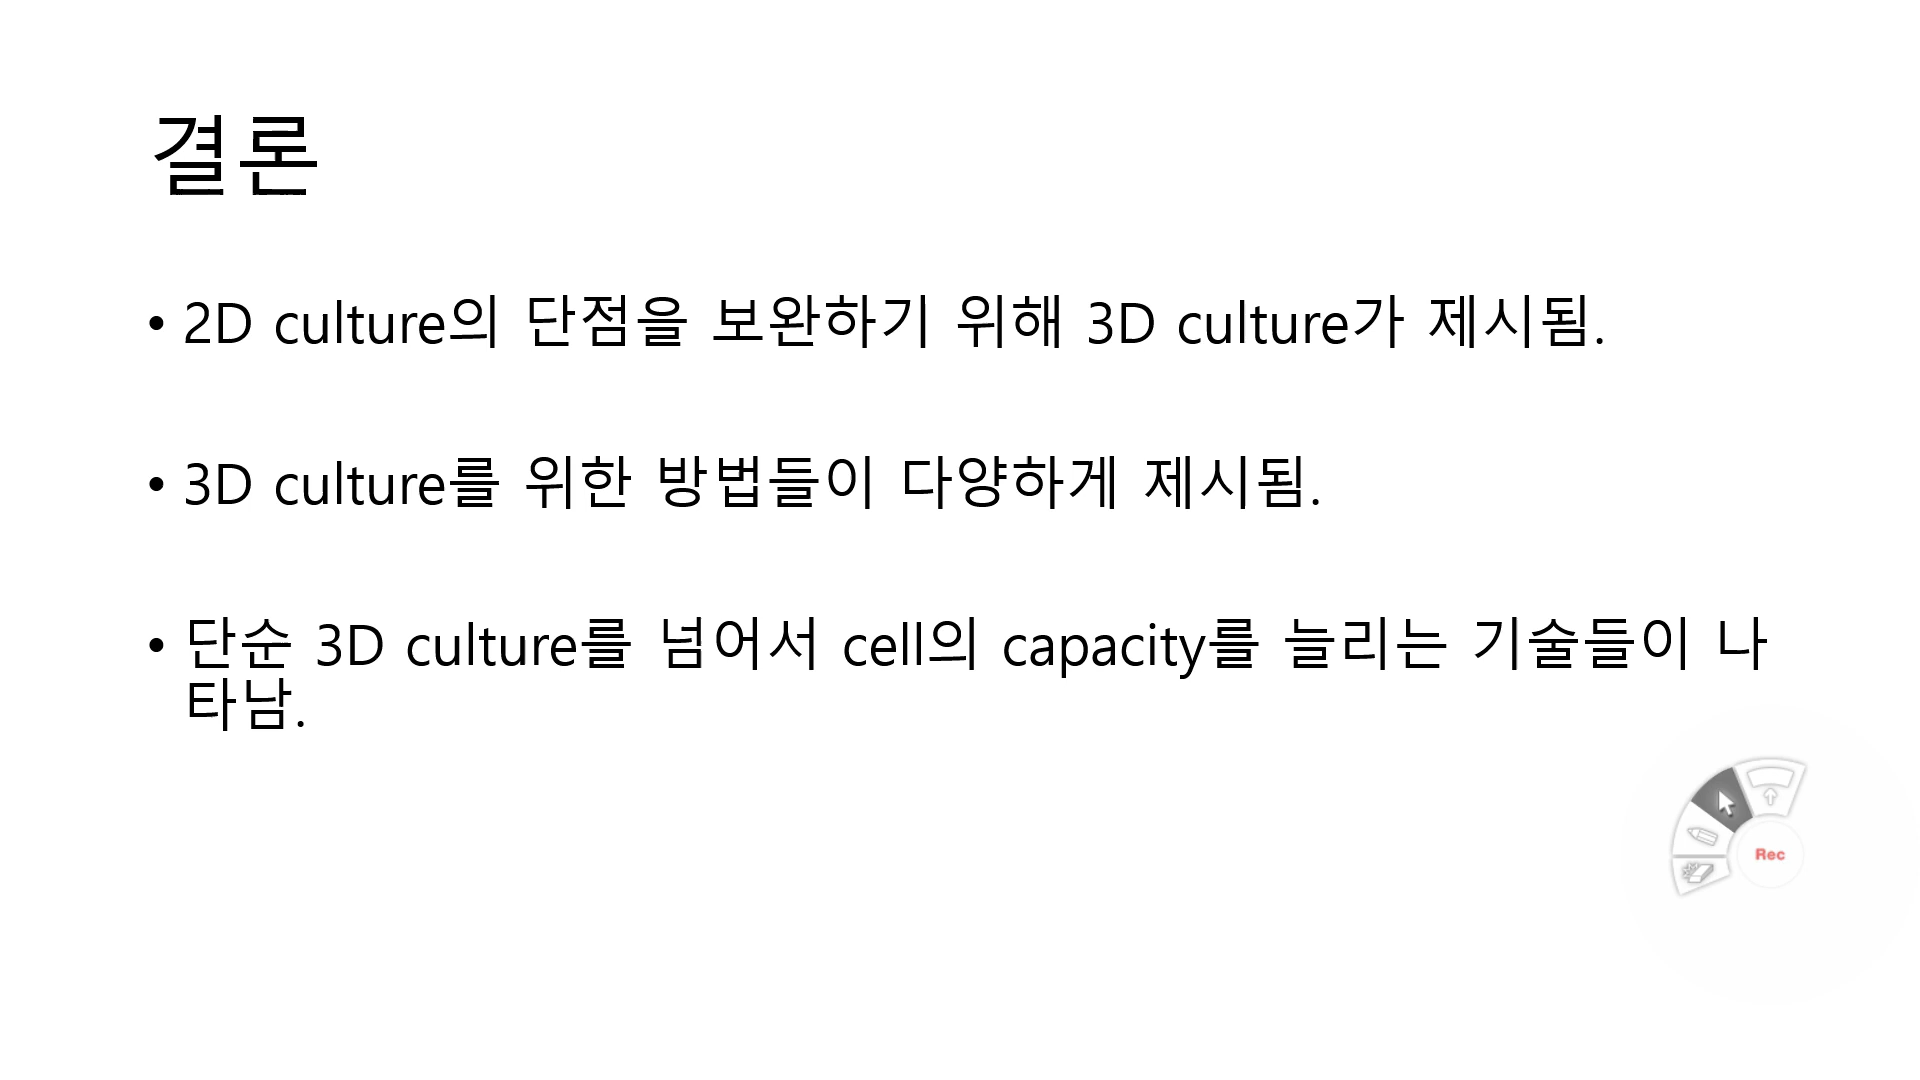 결론
• 2D culture의 단점을 보완하기 위해 3D culture가 제시됨.
• 3D culture를 위한 방법들이 다양하게 제시됨.
• 단순 3D culture를 넘어서 cell의 capacity를 늘리는 기술들이 나
타남.
Rec